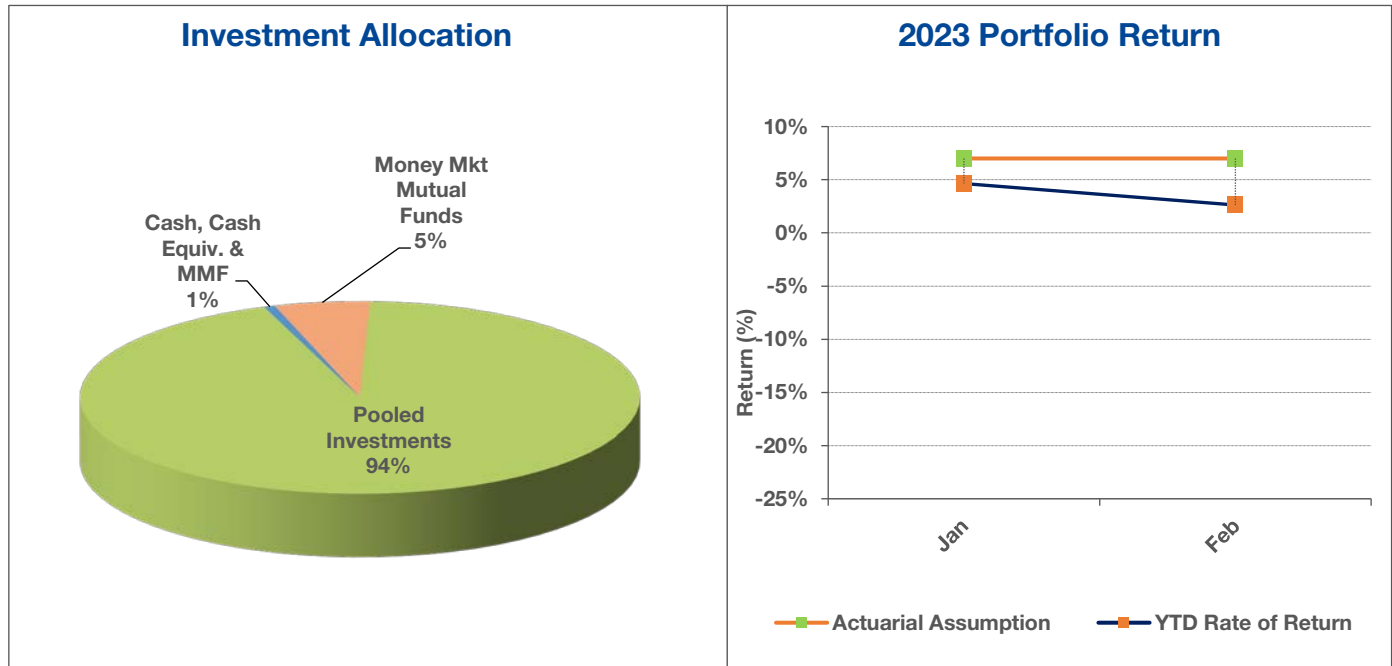 Investment Allocation
Money Mkt
Mutual
Funds
5%
Cash, Cash
Equiv. &
MMF
1%
Pooled
Investments
94%
2023 Portfolio Return
10%
5%
0%
-5%
-10%
-15%
-20%
-25%
Return (%)
Jan
Feb
Actuarial Assumption
YTD Rate of Return